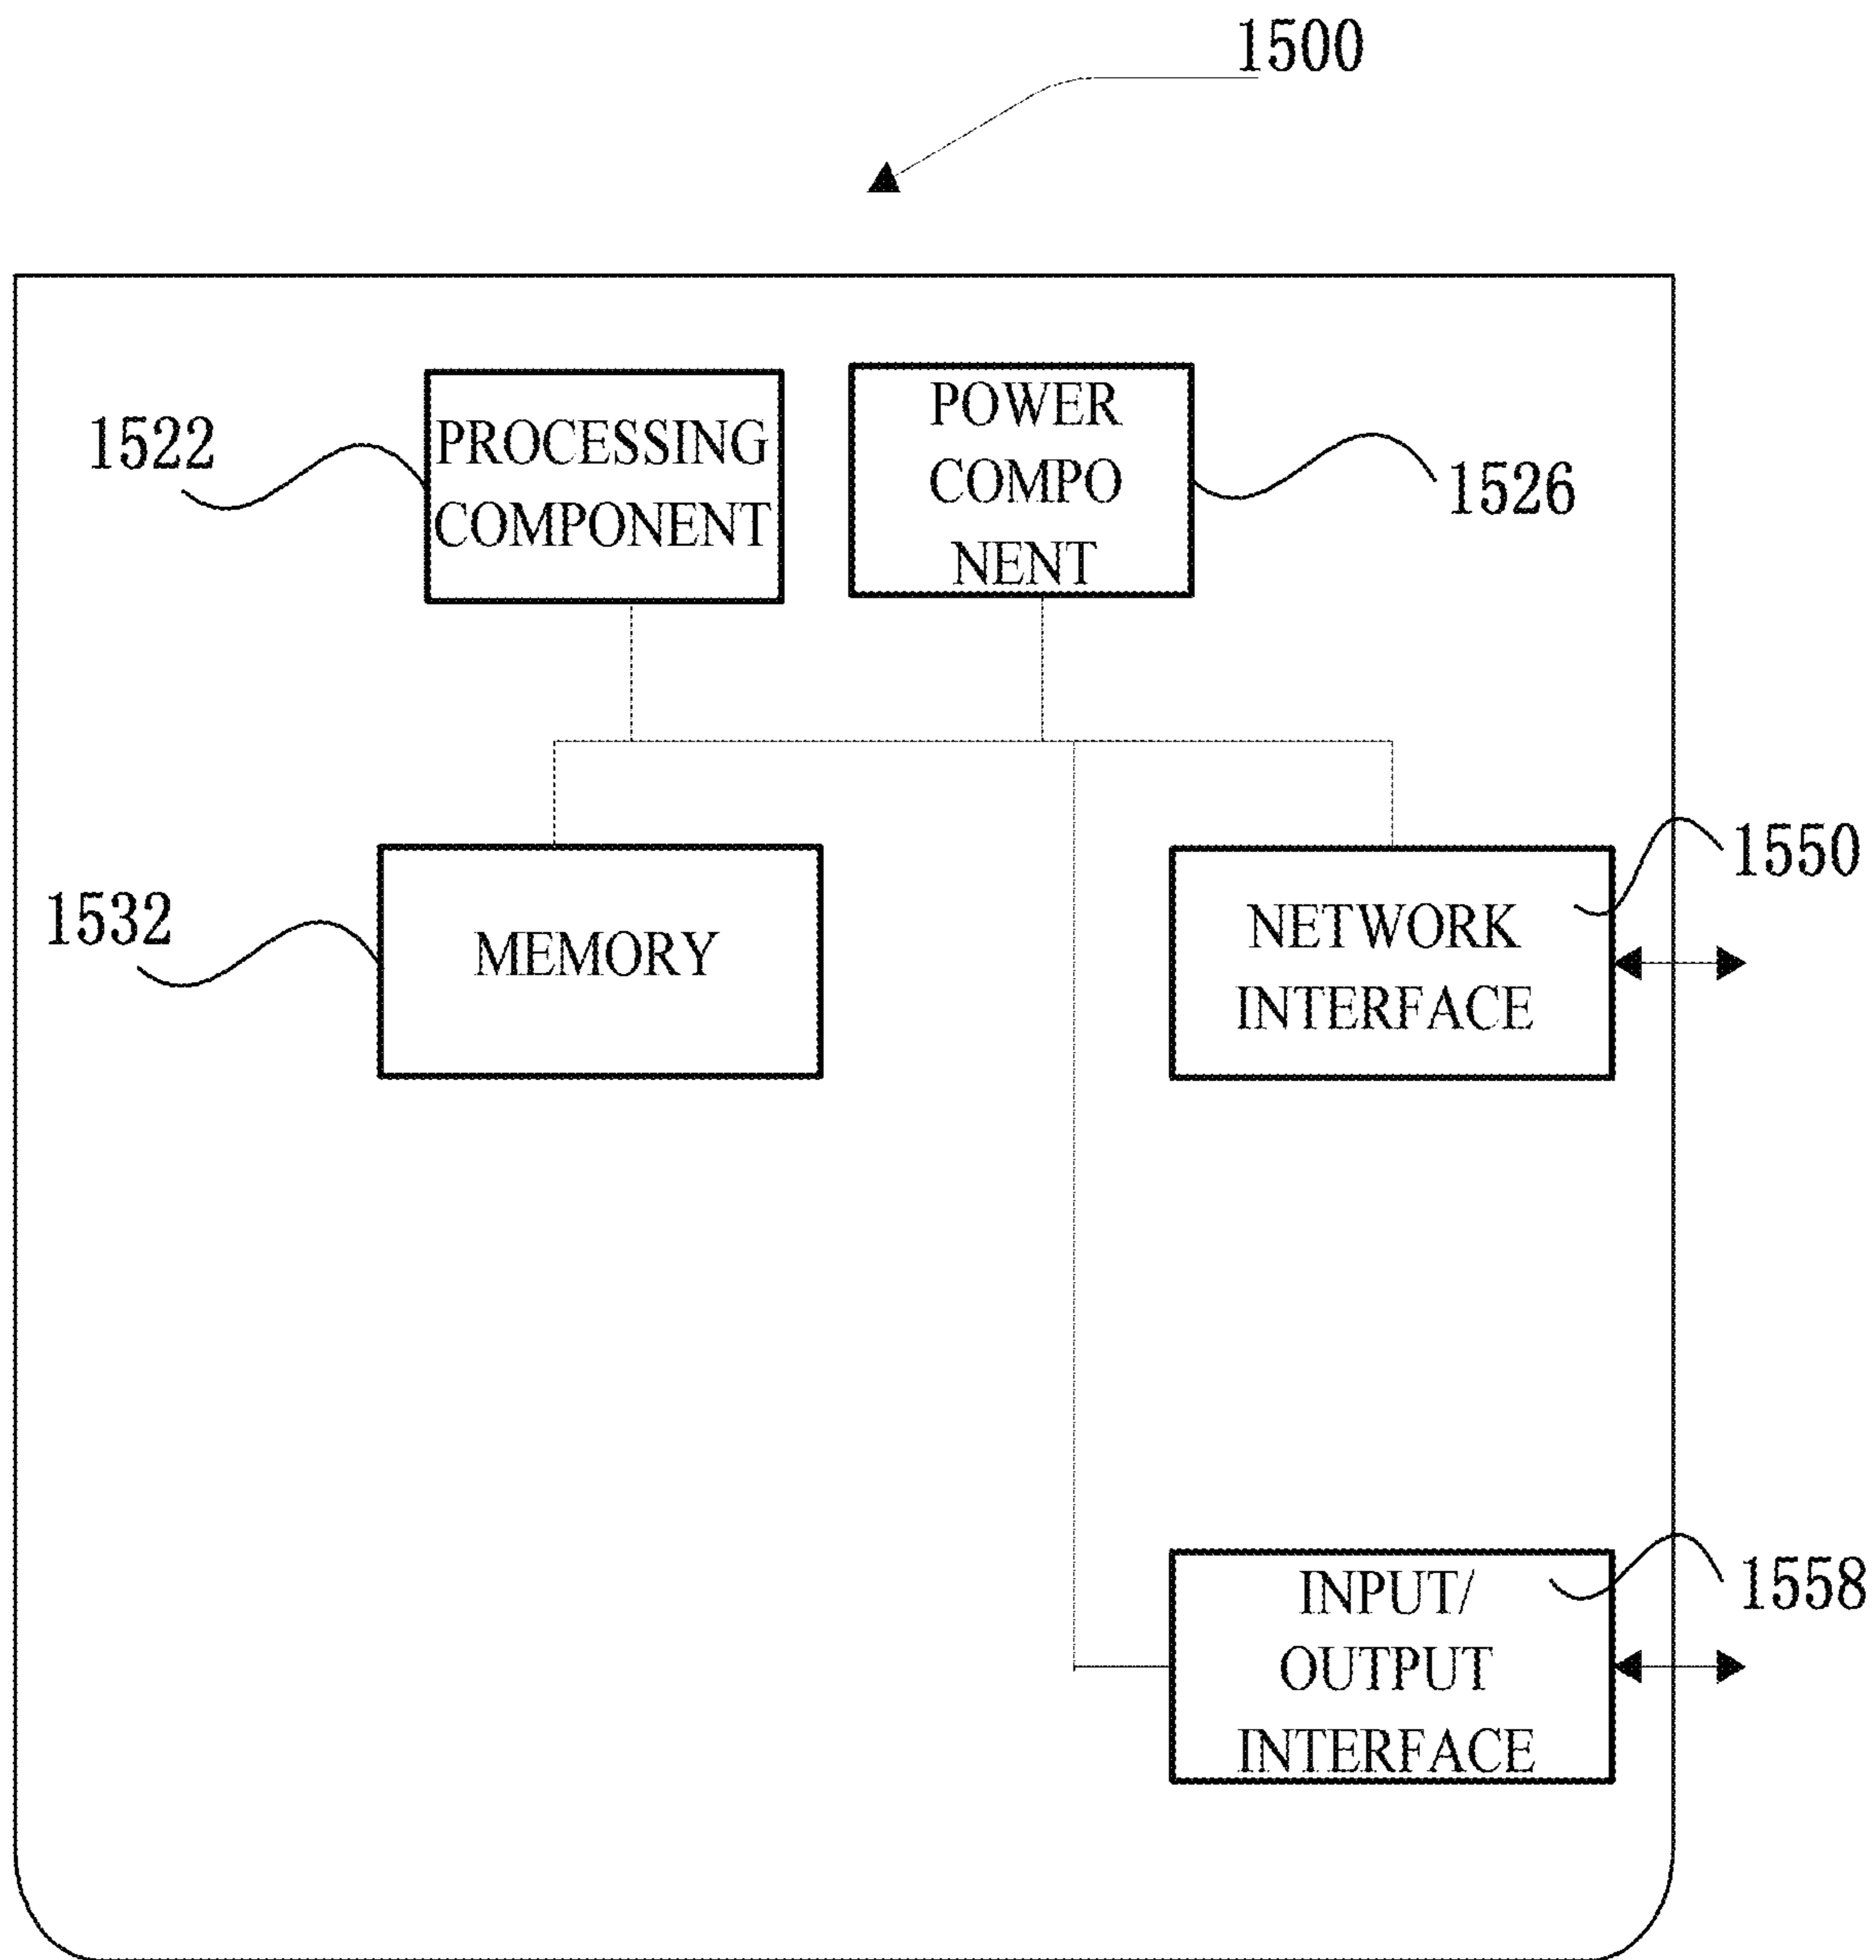 1500
1522
PROCESSING
COMPONENT
POWER
COMPO
NENT
1526
1532
MEMORY
NETWORK
INTERFACE
1550
INPUT/
OUTPUT
INTERFACE
1558